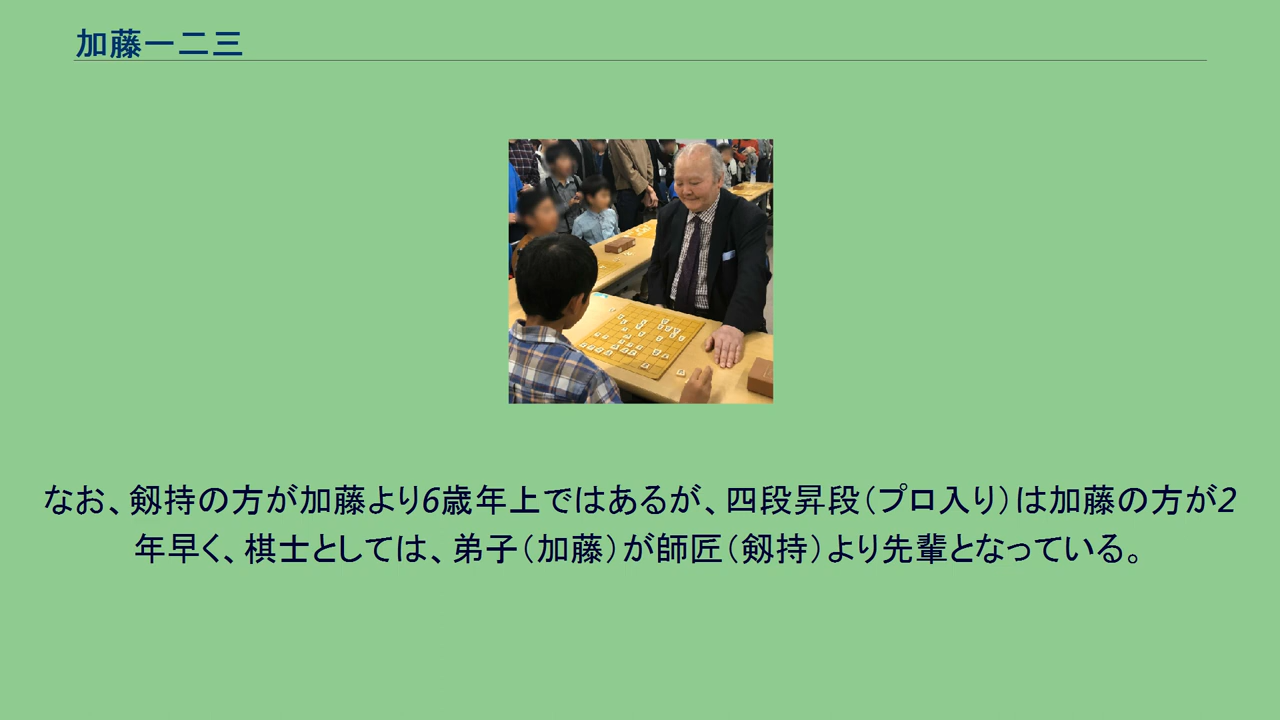 加藤一二三
なお、剱持の方が加藤より6歳年上ではあるが、四段昇段（プロ入り）は加藤の方が2
年早く、棋士としては、弟子（加藤）が師匠（剱持）より先輩となっている。